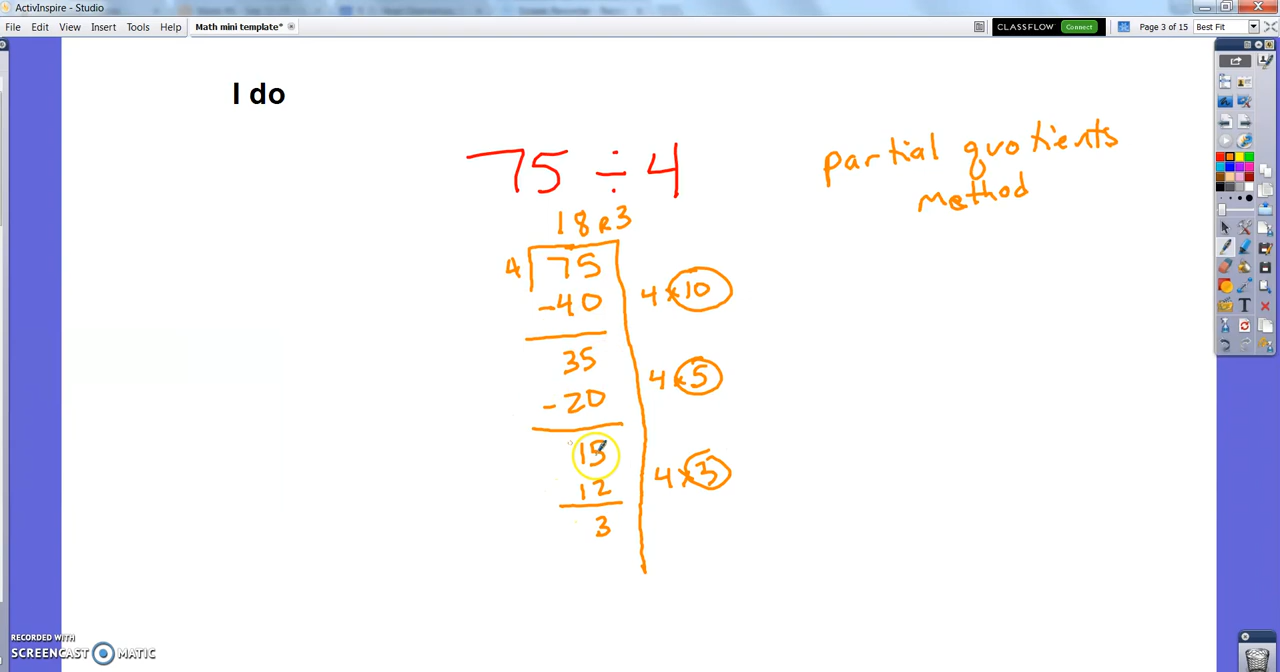 ActivInspire - Studio
File Edit View Insert Tools Help Math mini template* CLASSFLOW Connect Page 3 of 15 Best Fit
I do
75 ÷ 4
partial quotients
method
18 R 3
4 75
-40 4 x 10
35
-20 4 x 5
15
12 4 x 3
3
T
RECORDED WITH
SCREENCAST MATIC